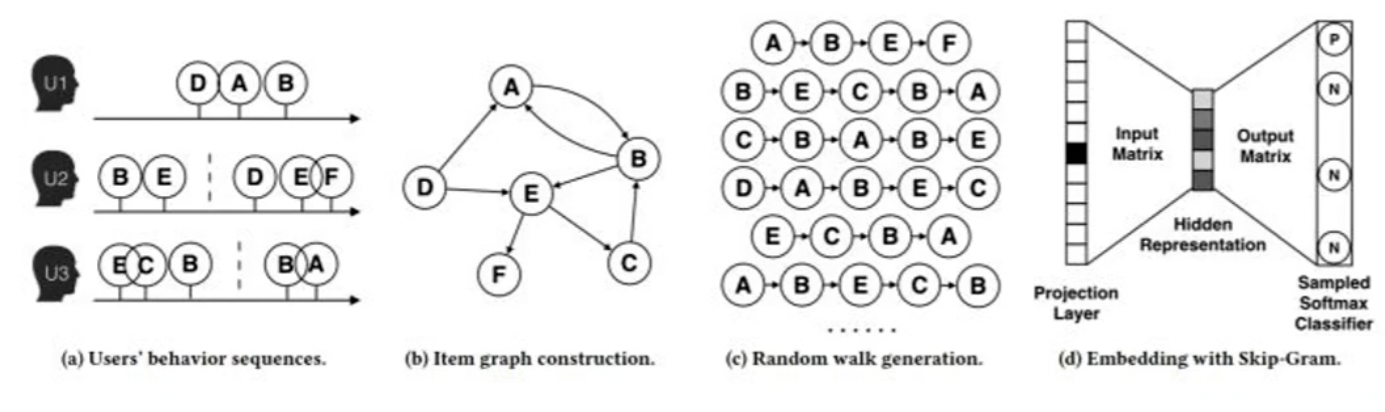 U1
D A B
U2
B E D E F
U3
E C B B A
(a) Users' behavior sequences.
A
B
D
E
F
C
(b) Item graph construction.
A B E F
B E C B A
C B A B E
D A B E C
E C B A
A B E C B
......
(c) Random walk generation.
Input
Matrix
Output
Matrix
Hidden
Representation
Projection
Layer
P
N
N
N
Sampled
Softmax
Classifier
(d) Embedding with Skip-Gram.